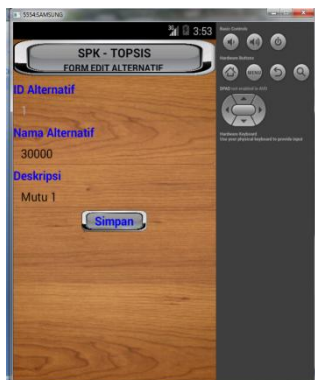 5554:SAMSUNG
3:53
SPK - TOPSIS
FORM EDIT ALTERNATIF
ID Alternatif
1
Nama Alternatif
30000
Deskripsi
Mutu 1
Simpan
Basic Controls
Hardware Buttons
MENU
DPAD not enabled in AVD
Hardware Keyboard
Use your physical keyboard to provide input